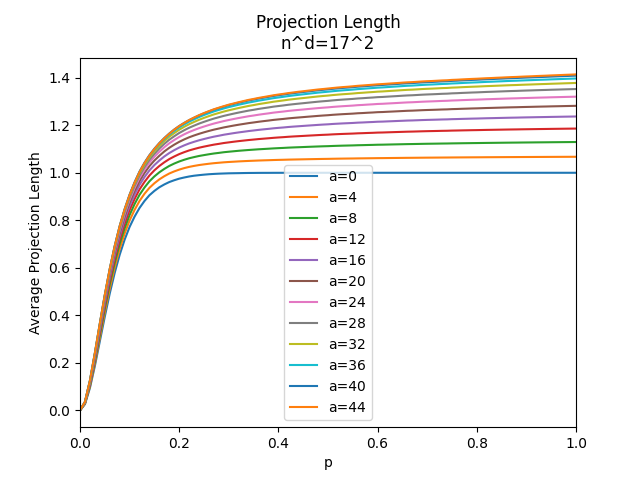 Projection Length
n^d=17^2
Average Projection Length
1.4
1.2
1.0
0.8
0.6
0.4
0.2
0.0
a=0
a=4
a=8
a=12
a=16
a=20
a=24
a=28
a=32
a=36
a=40
a=44
0.0 0.2 0.4 0.6 0.8 1.0
p